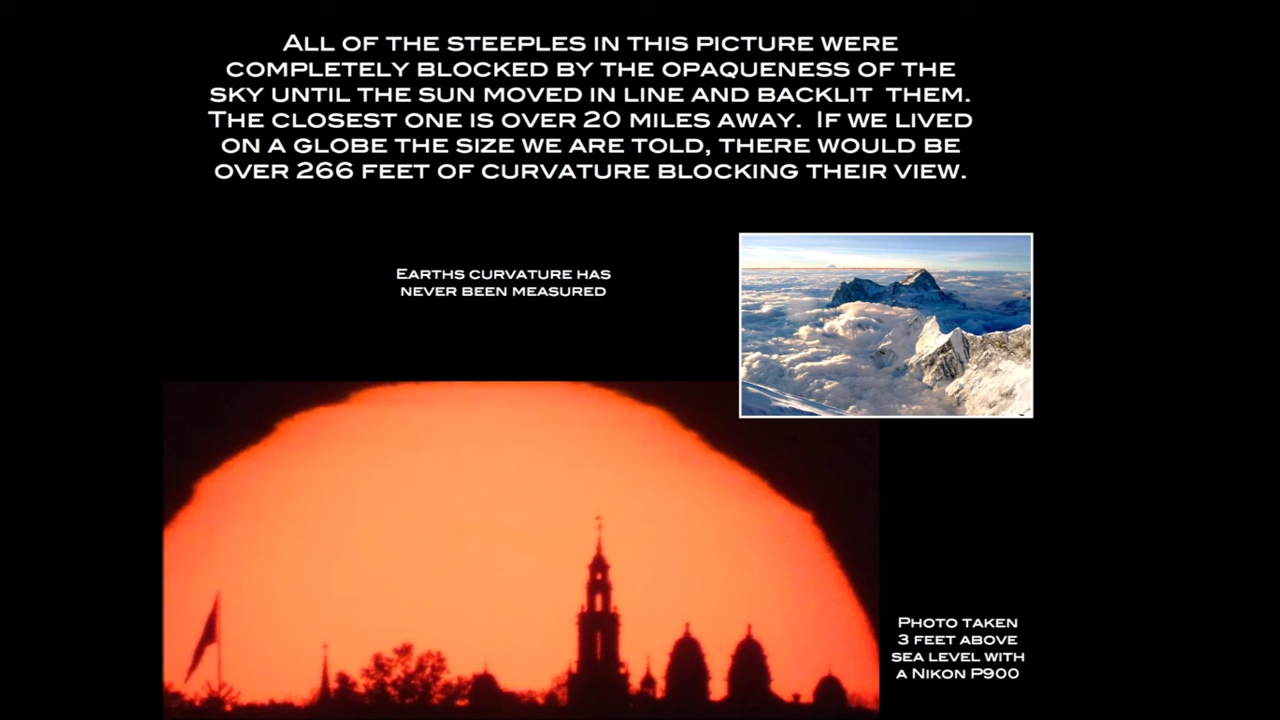 ALL OF THE STEEPLES IN THIS PICTURE WERE
COMPLETELY BLOCKED BY THE OPAQUENESS OF THE
SKY UNTIL THE SUN MOVED IN LINE AND BACKLIT THEM.
THE CLOSEST ONE IS OVER 20 MILES AWAY. IF WE LIVED
ON A GLOBE THE SIZE WE ARE TOLD, THERE WOULD BE
OVER 266 FEET OF CURVATURE BLOCKING THEIR VIEW.
EARTHS CURVATURE HAS
NEVER BEEN MEASURED
PHOTO TAKEN
3 FEET ABOVE
SEA LEVEL WITH
A NIKON P900